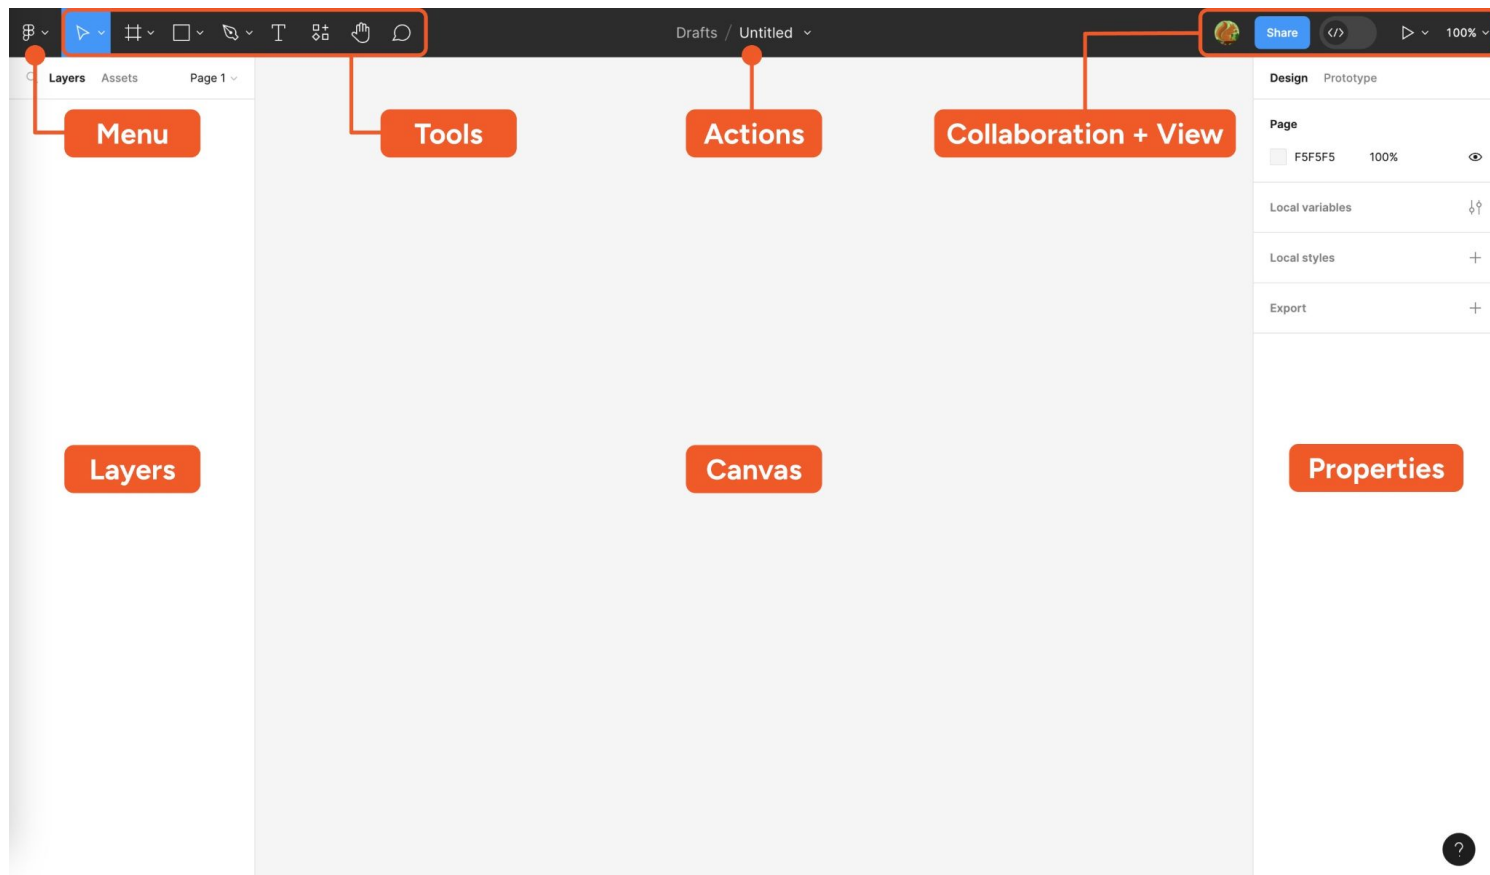 Drafts / Untitled
Share
</>
100%
Layers Assets Page 1
Design Prototype
Menu
Tools
Actions
Collaboration + View
Page
F5F5F5 100%
Local variables
Local styles
Export
Layers
Canvas
Properties
?